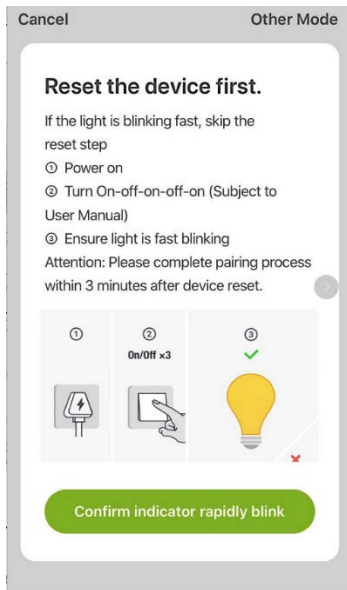 Cancel Other Mode
Reset the device first.
If the light is blinking fast, skip the
reset step
① Power on
② Turn On-off-on-off-on (Subject to
User Manual)
③ Ensure light is fast blinking
Attention: Please complete pairing process
within 3 minutes after device reset.
① ② ③
On/Off ×3
Confirm indicator rapidly blink